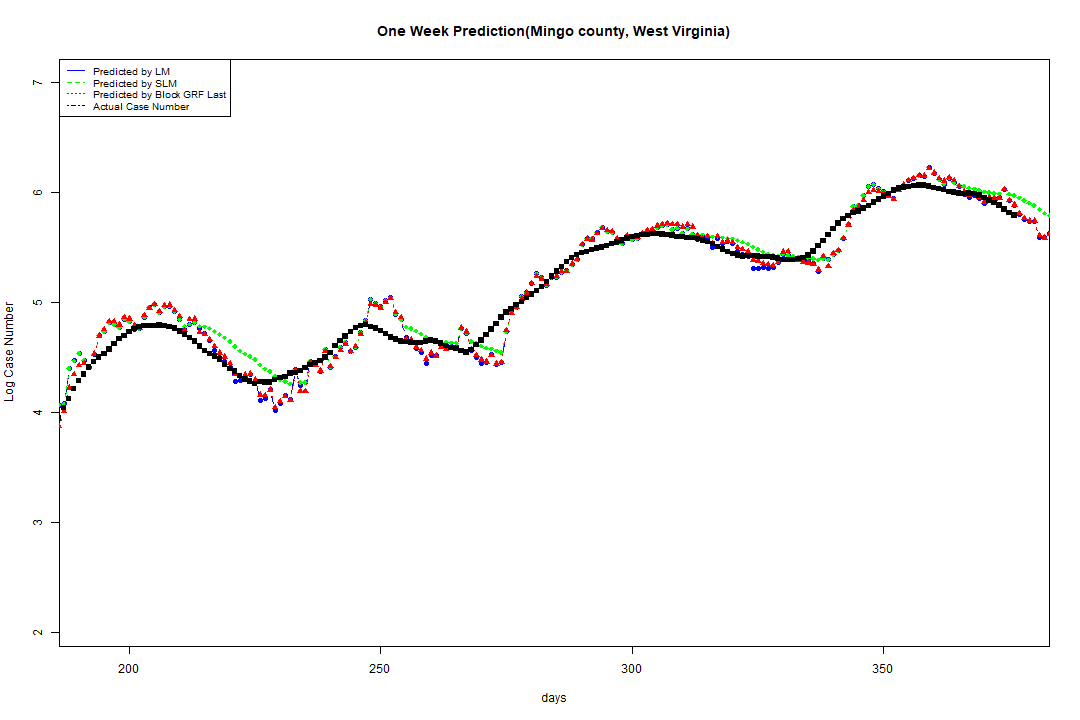 One Week Prediction(Mingo county, West Virginia)
Predicted by LM
Predicted by SLM
Predicted by Block GRF Last
Actual Case Number
7
6
5
4
3
2
Log Case Number
200 250 300 350
days